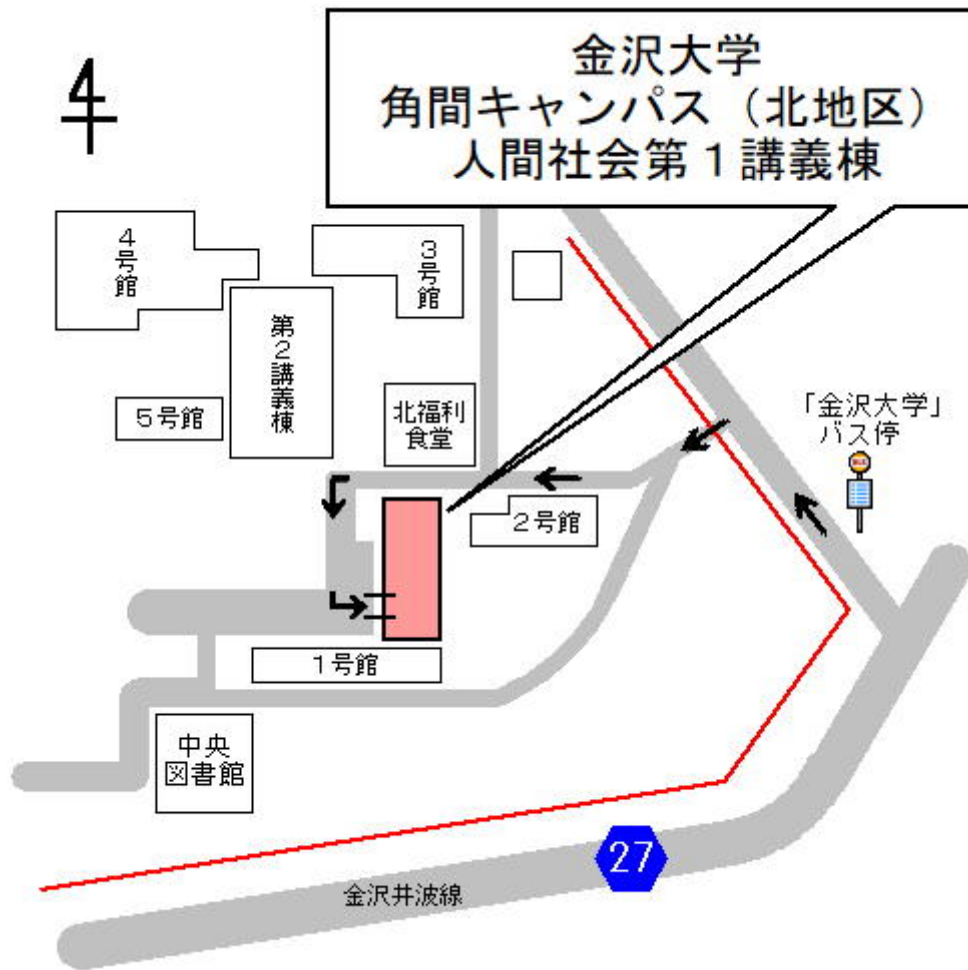 金沢大学
角間キャンパス（北地区）
人間社会第１講義棟
4号館
3号館
第2講義棟
5号館
北福利
食堂
「金沢大学」
バス停
2号館
1号館
中央
図書館
27
金沢井波線